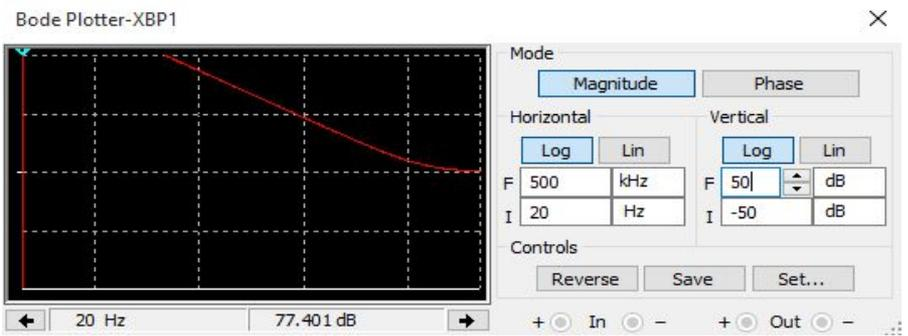 Bode Plotter-XBP1
Mode
Magnitude Phase
Horizontal Vertical
Log Lin Log Lin
F 500 kHz F 50 dB
I 20 Hz I -50 dB
Controls
Reverse Save Set...
20 Hz 77.401 dB + In - + Out -